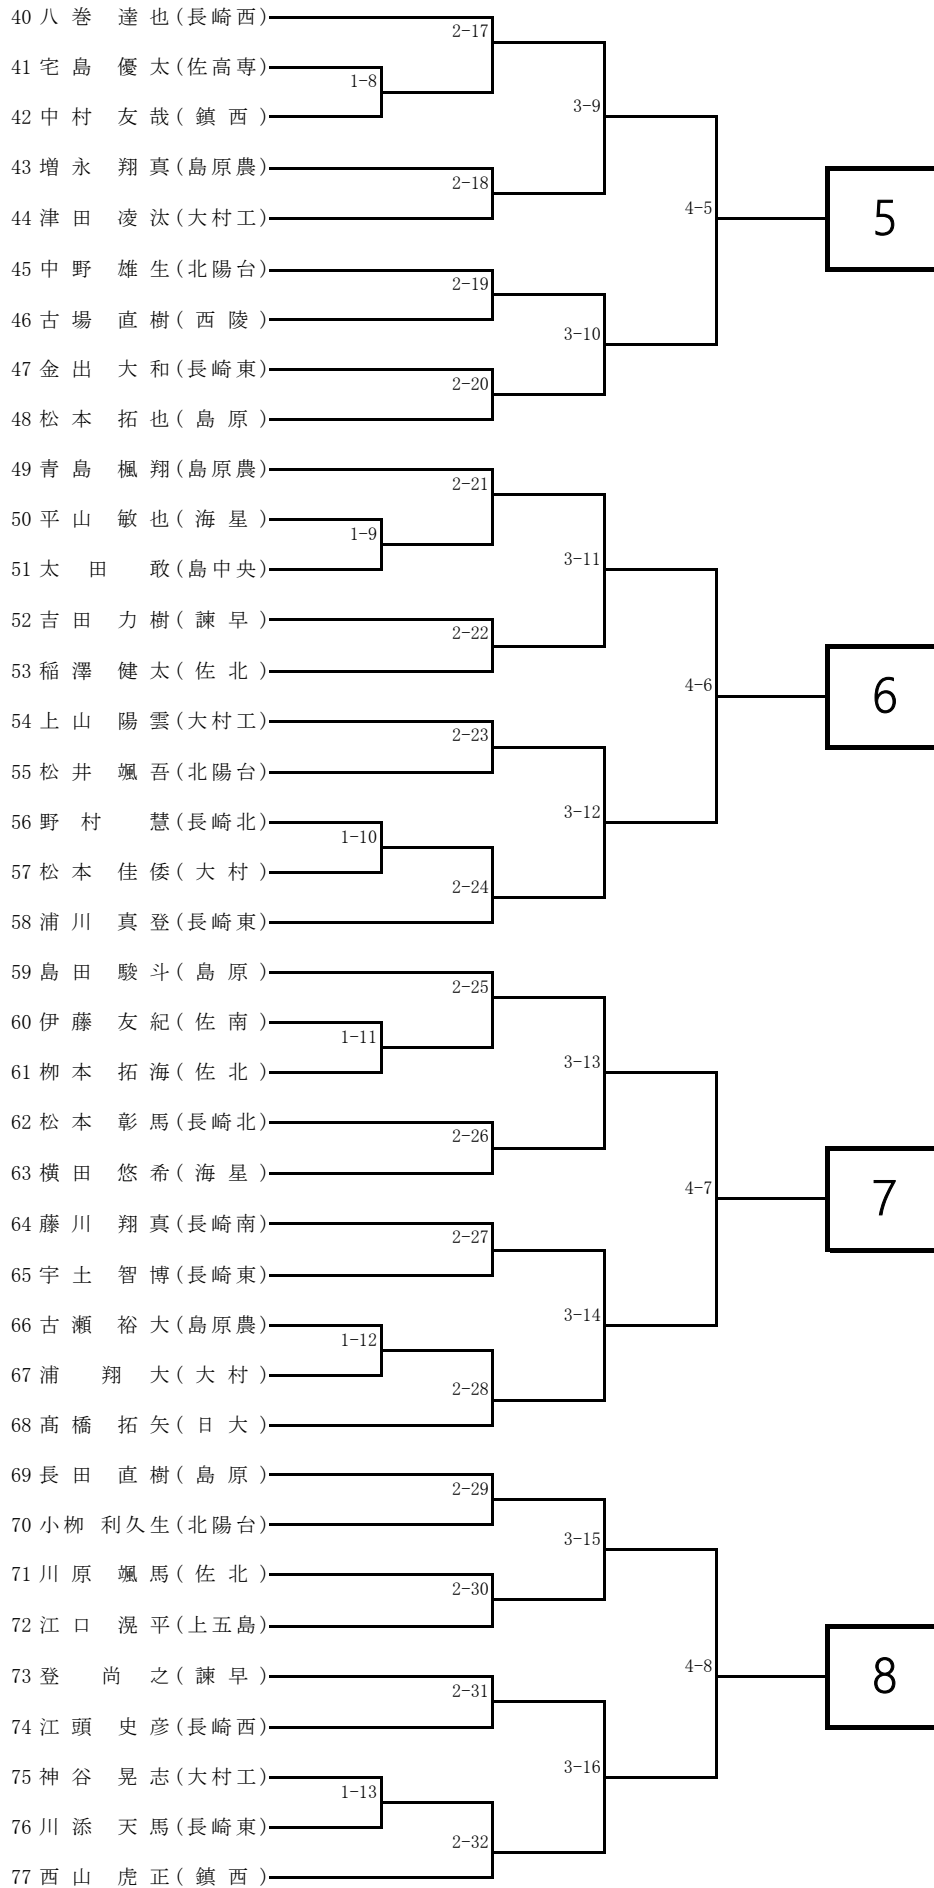 40 八巻 達也(長崎西)
2-17
41 宅島 優太(佐高専)
1-8
42 中村 友哉(鎮西)
3-9
43 増永 翔真(島原農)
2-18
44 津田 凌汰(大村工)
4-5
5
45 中野 雄生(北陽台)
2-19
46 古場 直樹(西陵)
3-10
47 金出 大和(長崎東)
2-20
48 松本 拓也(島原)
49 青島 楓翔(島原農)
2-21
50 平山 敏也(海星)
1-9
51 太田 敢(島中央)
3-11
52 吉田 力樹(諫早)
2-22
53 稲澤 健太(佐北)
4-6
6
54 上山 陽雲(大村工)
2-23
55 松井 颯吾(北陽台)
3-12
56 野村 慧(長崎北)
1-10
57 松本 佳倭(大村)
2-24
58 浦川 真登(長崎東)
59 島田 駿斗(島原)
2-25
60 伊藤 友紀(佐南)
1-11
61 栁本 拓海(佐北)
3-13
62 松本 彰馬(長崎北)
2-26
63 横田 悠希(海星)
4-7
7
64 藤川 翔真(長崎南)
2-27
65 宇土 智博(長崎東)
3-14
66 古瀬 裕大(島原農)
1-12
67 浦 翔大(大村)
2-28
68 髙橋 拓矢(日大)
69 長田 直樹(島原)
2-29
70 小栁 利久生(北陽台)
3-15
71 川原 颯馬(佐北)
2-30
72 江口 滉平(上五島)
4-8
8
73 登 尚之(諫早)
2-31
74 江頭 史彦(長崎西)
3-16
75 神谷 晃志(大村工)
1-13
76 川添 天馬(長崎東)
2-32
77 西山 虎正(鎮西)